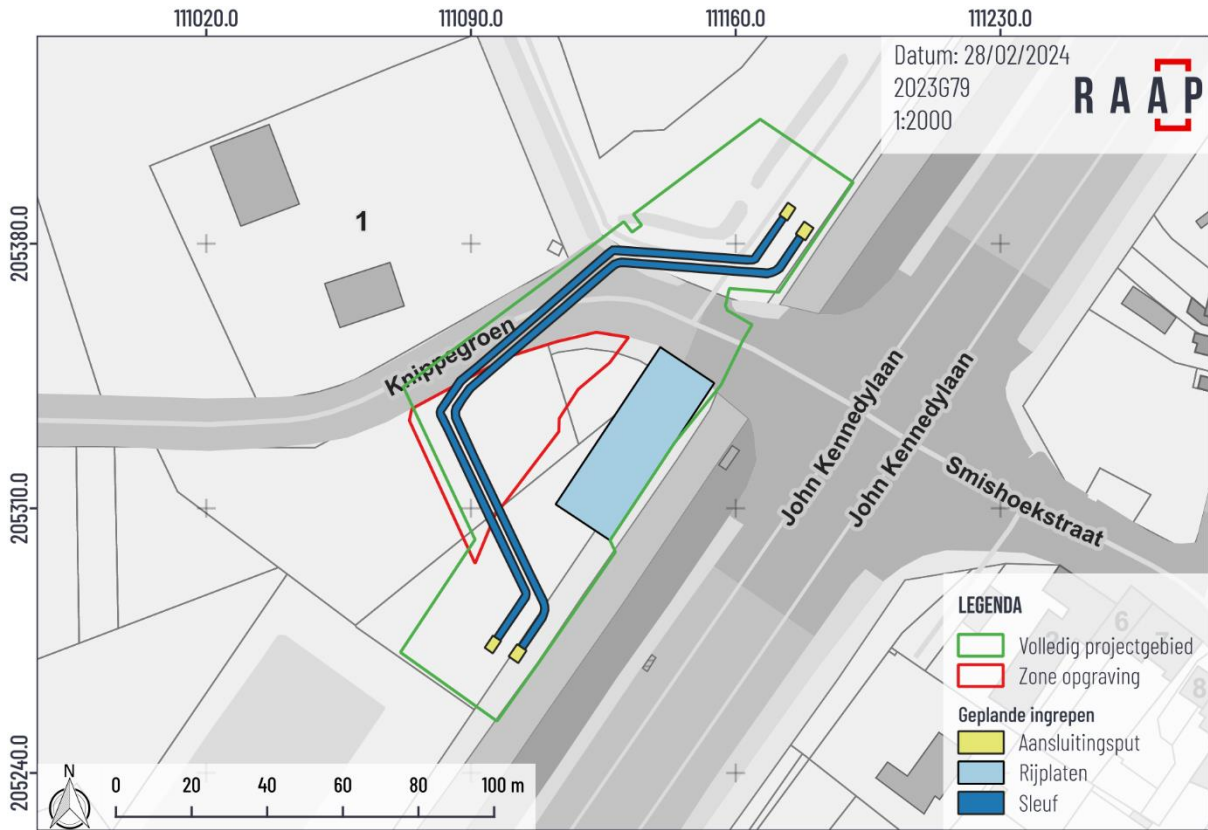 111020.0
111090.0
111160.0
111230.0
Datum: 28/02/2024
2023G79
1:2000
RAAP
205380.0
205310.0
205240.0
1
Knippegroen
John Kennedylaan
John Kennedylaan
Smishoekstraat
LEGENDA
Volledig projectgebied
Zone opgraving
Geplande ingrepen
Aansluitingsput
Rijplaten
Sleuf
6
7
8
N
0 20 40 60 80 100 m